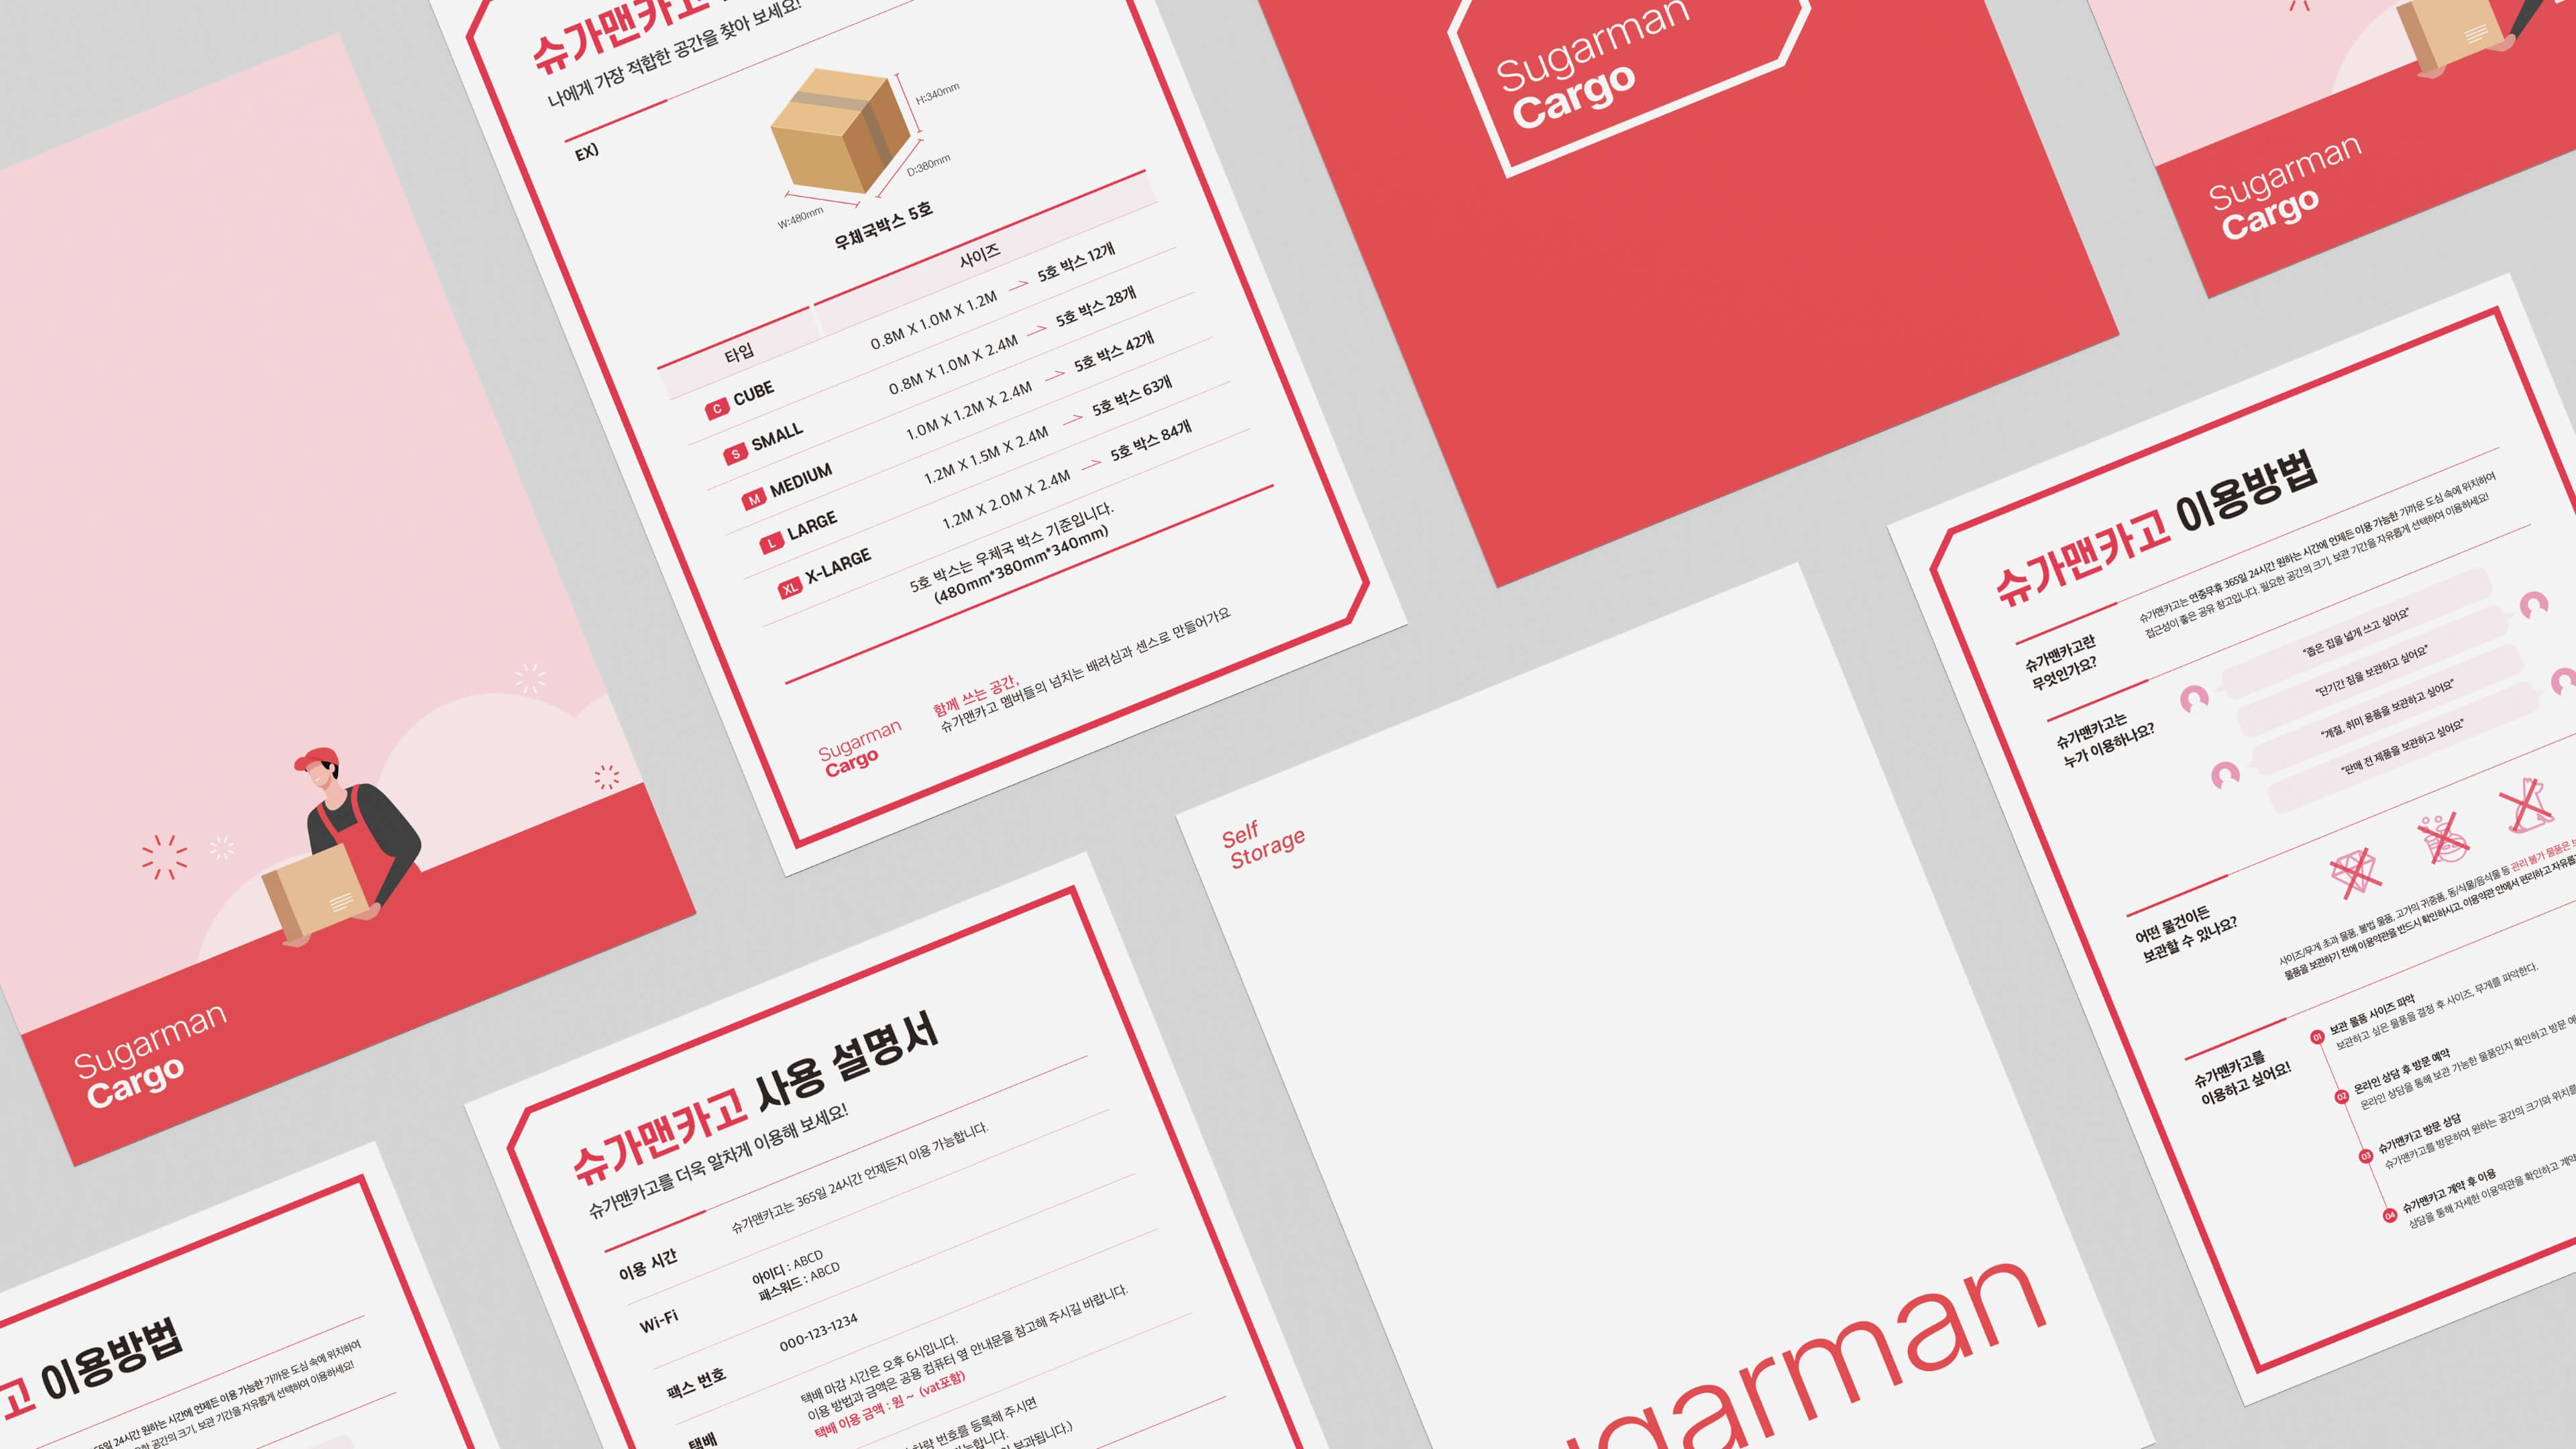 Sugarman
Cargo
슈가맨카고
나에게 가장 적합한 공간을 찾아 보세요!
EX)
H:340mm
D:380mm
W:480mm
우체국박스 5호
타입
사이즈
C CUBE
0.8M X 1.0M X 1.2M
5호 박스 12개
S SMALL
0.8M X 1.0M X 2.4M
5호 박스 28개
M MEDIUM
1.0M X 1.2M X 2.4M
5호 박스 42개
L LARGE
1.2M X 1.5M X 2.4M
5호 박스 63개
XL X-LARGE
1.2M X 2.0M X 2.4M
5호 박스 84개
5호 박스는 우체국 박스 기준입니다.
(480mm*380mm*340mm)
Sugarman
Cargo
함께 쓰는 공간,
슈가맨카고 멤버들의 넘치는 배려심과 센스로 만들어가요
Sugarman
Cargo
Sugarman
Cargo
고 이용방법
365일 24시간 원하는 시간에 언제든 이용 가능한 가까운 도심 속에 위치하여
공간의 크기, 보관 기간을 자유롭게 선택하여 이용하세요!
슈가맨카고 사용 설명서
슈가맨카고를 더욱 알차게 이용해 보세요!
이용 시간
슈가맨카고는 365일 24시간 언제든지 이용 가능합니다.
Wi-Fi
아이디 : ABCD
패스워드 : ABCD
팩스 번호
000-123-1234
택배
택배 마감 시간은 오후 6시입니다.
이용 방법과 금액은 공용 컴퓨터 옆 안내문을 참고해 주시길 바랍니다.
택배 이용 금액 : 원 ~ (vat포함)
차량 번호를 등록해 주시면
능합니다.
부과됩니다.)
Self
Storage
garman
슈가맨카고 이용방법
슈가맨카고란
무엇인가요?
슈가맨카고는 연중무휴 365일 24시간 원하는 시간에 언제든 이용 가능한 가까운 도심 속에 위치하여
접근성이 좋은 공유 창고입니다. 필요한 공간의 크기, 보관 기간을 자유롭게 선택하여 이용하세요!
슈가맨카고는
누가 이용하나요?
“좁은 집을 넓게 쓰고 싶어요”
“단기간 짐을 보관하고 싶어요”
“계절, 취미 용품을 보관하고 싶어요”
“판매 전 제품을 보관하고 싶어요”
어떤 물건이든
보관할 수 있나요?
사이즈/무게 초과 물품, 불법 물품, 고가의 귀중품, 동/식물/음식물 등 관리 불가 물품은
물품을 보관하기 전에 이용약관을 반드시 확인하시고, 이용약관 안에서 편리하고 자유롭
슈가맨카고를
이용하고 싶어요!
01 보관 물품 사이즈 파악
보관하고 싶은 물품을 결정 후 사이즈, 무게를 파악한다.
02 온라인 상담 후 방문 예약
온라인 상담을 통해 보관 가능한 물품인지 확인하고 방문 예
03 슈가맨카고 방문 상담
슈가맨카고를 방문하여 원하는 공간의 크기와 위치를
04 슈가맨카고 계약 후 이용
상담을 통해 자세한 이용약관을 확인하고 계약